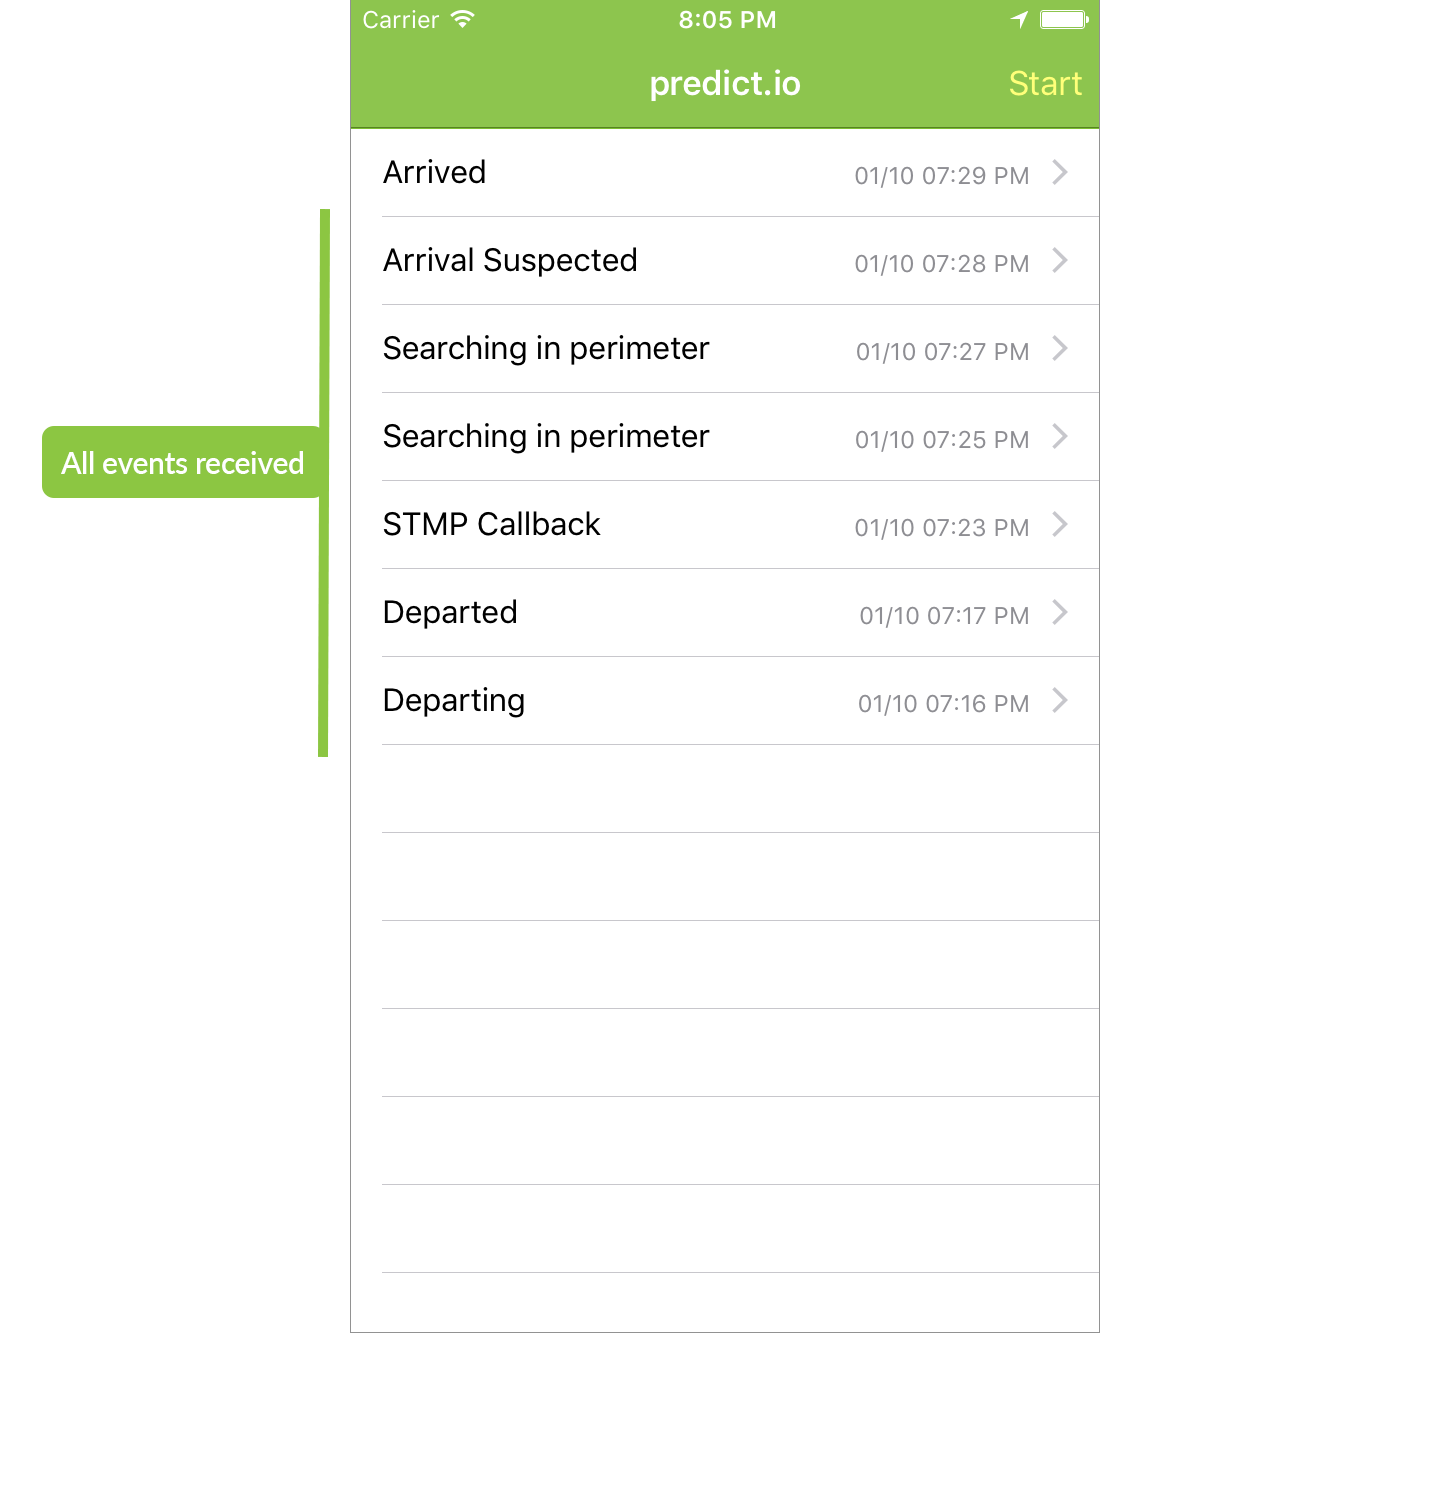 Carrier 8:05 PM
predict.io Start
Arrived 01/10 07:29 PM
Arrival Suspected 01/10 07:28 PM
Searching in perimeter 01/10 07:27 PM
Searching in perimeter 01/10 07:25 PM
All events received
STMP Callback 01/10 07:23 PM
Departed 01/10 07:17 PM
Departing 01/10 07:16 PM